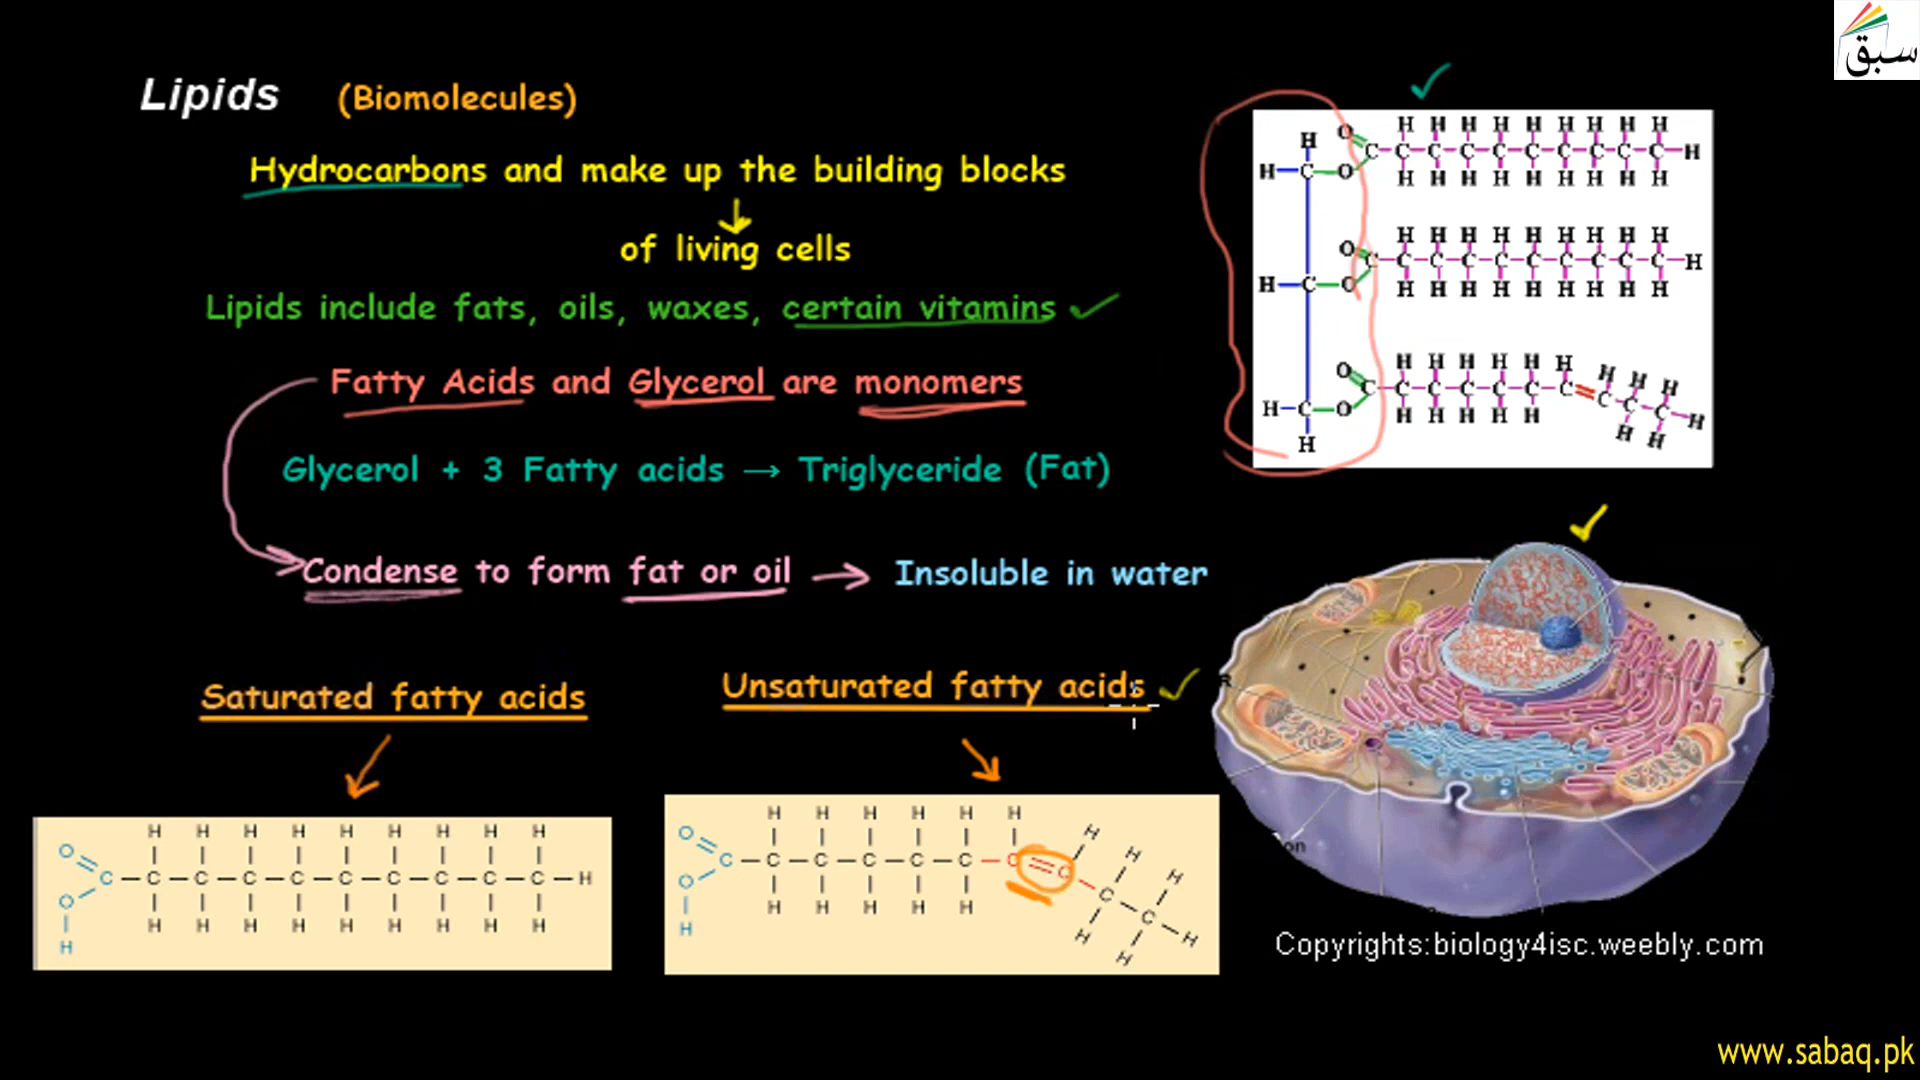 سبق
Lipids (Biomolecules)
Hydrocarbons and make up the building blocks
of living cells
Lipids include fats, oils, waxes, certain vitamins
Fatty Acids and Glycerol are monomers
Glycerol + 3 Fatty acids → Triglyceride (Fat)
Condense to form fat or oil → Insoluble in water
Saturated fatty acids
Unsaturated fatty acids
Copyrights:biology4isc.weebly.com
www.sabaq.pk